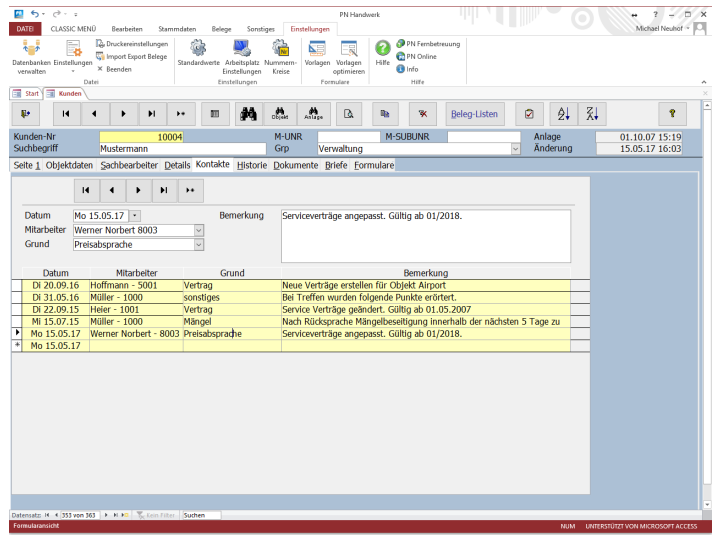 PN Handwerk
DATEI CLASSIC MENÜ Bearbeiten Stammdaten Belege Sonstiges Einstellungen Michael Neuhof
Datenbanken verwalten
Einstellungen
Druckereinstellungen
Import Export Belege
Beenden
Datei
Standardwerte
Arbeitsplatz Einstellungen
Nummern- Kreise
Einstellungen
Vorlagen
Vorlagen optimieren
Formulare
Hilfe
PN Fernbetreuung
PN Online
Info
Hilfe
Start Kunden
Objekt Anlage Beleg-Listen
Kunden-Nr 10004 M-UNR M-SUBUNR Anlage 01.10.07 15:19
Suchbegriff Mustermann Grp Verwaltung Änderung 15.05.17 16:03
Seite 1 Objektdaten Sachbearbeiter Details Kontakte Historie Dokumente Briefe Formulare
Datum Mo 15.05.17 Bemerkung Serviceverträge angepasst. Gültig ab 01/2018.
Mitarbeiter Werner Norbert 8003
Grund Preisabsprache
Datum Mitarbeiter Grund Bemerkung
Di 20.09.16 Hoffmann - 5001 Vertrag Neue Verträge erstellen für Objekt Airport
Di 31.05.16 Müller - 1000 sonstiges Bei Treffen wurden folgende Punkte erörtert.
Di 22.09.15 Heier - 1001 Vertrag Service Verträge geändert. Gültig ab 01.05.2007
Mi 15.07.15 Müller - 1000 Mängel Nach Rücksprache Mängelbeseitigung innerhalb der nächsten 5 Tage zu
Mo 15.05.17 Werner Norbert - 8003 Preisabsprache Serviceverträge angepasst. Gültig ab 01/2018.
Mo 15.05.17
Datensatz: 353 von 363 Kein Filter Suchen
Formularansicht NUM UNTERSTÜTZT VON MICROSOFT ACCESS